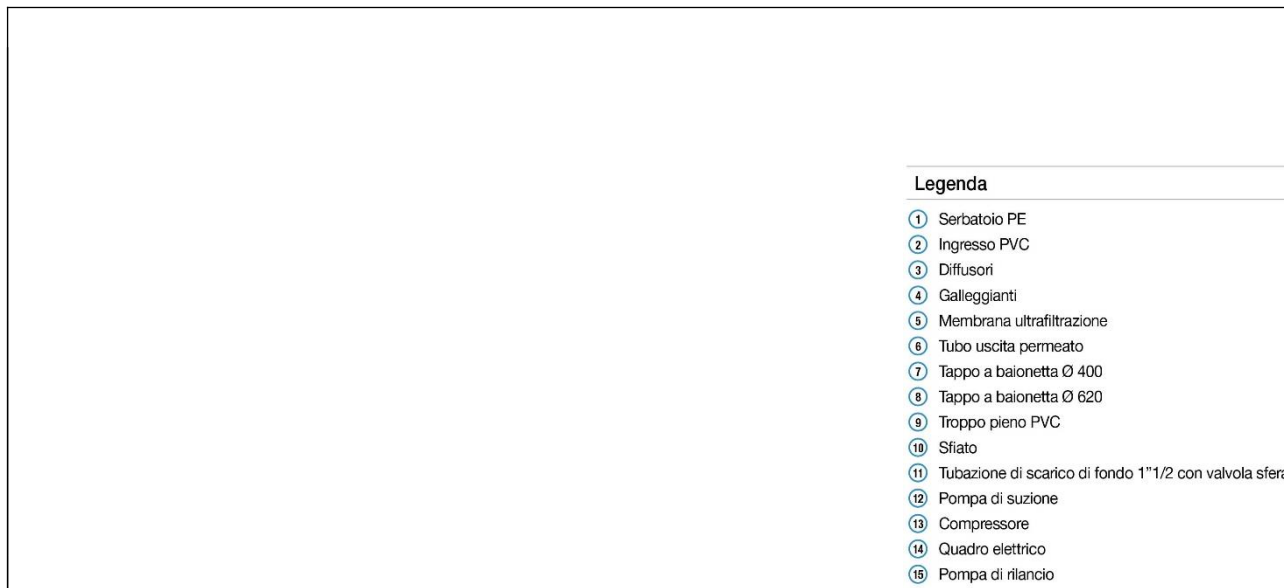 Legenda
1 Serbatoio PE
2 Ingresso PVC
3 Diffusori
4 Galleggianti
5 Membrana ultrafiltrazione
6 Tubo uscita permeato
7 Tappo a baionetta Ø 400
8 Tappo a baionetta Ø 620
9 Troppo pieno PVC
10 Sfiato
11 Tubazione di scarico di fondo 1"1/2 con valvola sfera
12 Pompa di suzione
13 Compressore
14 Quadro elettrico
15 Pompa di rilancio